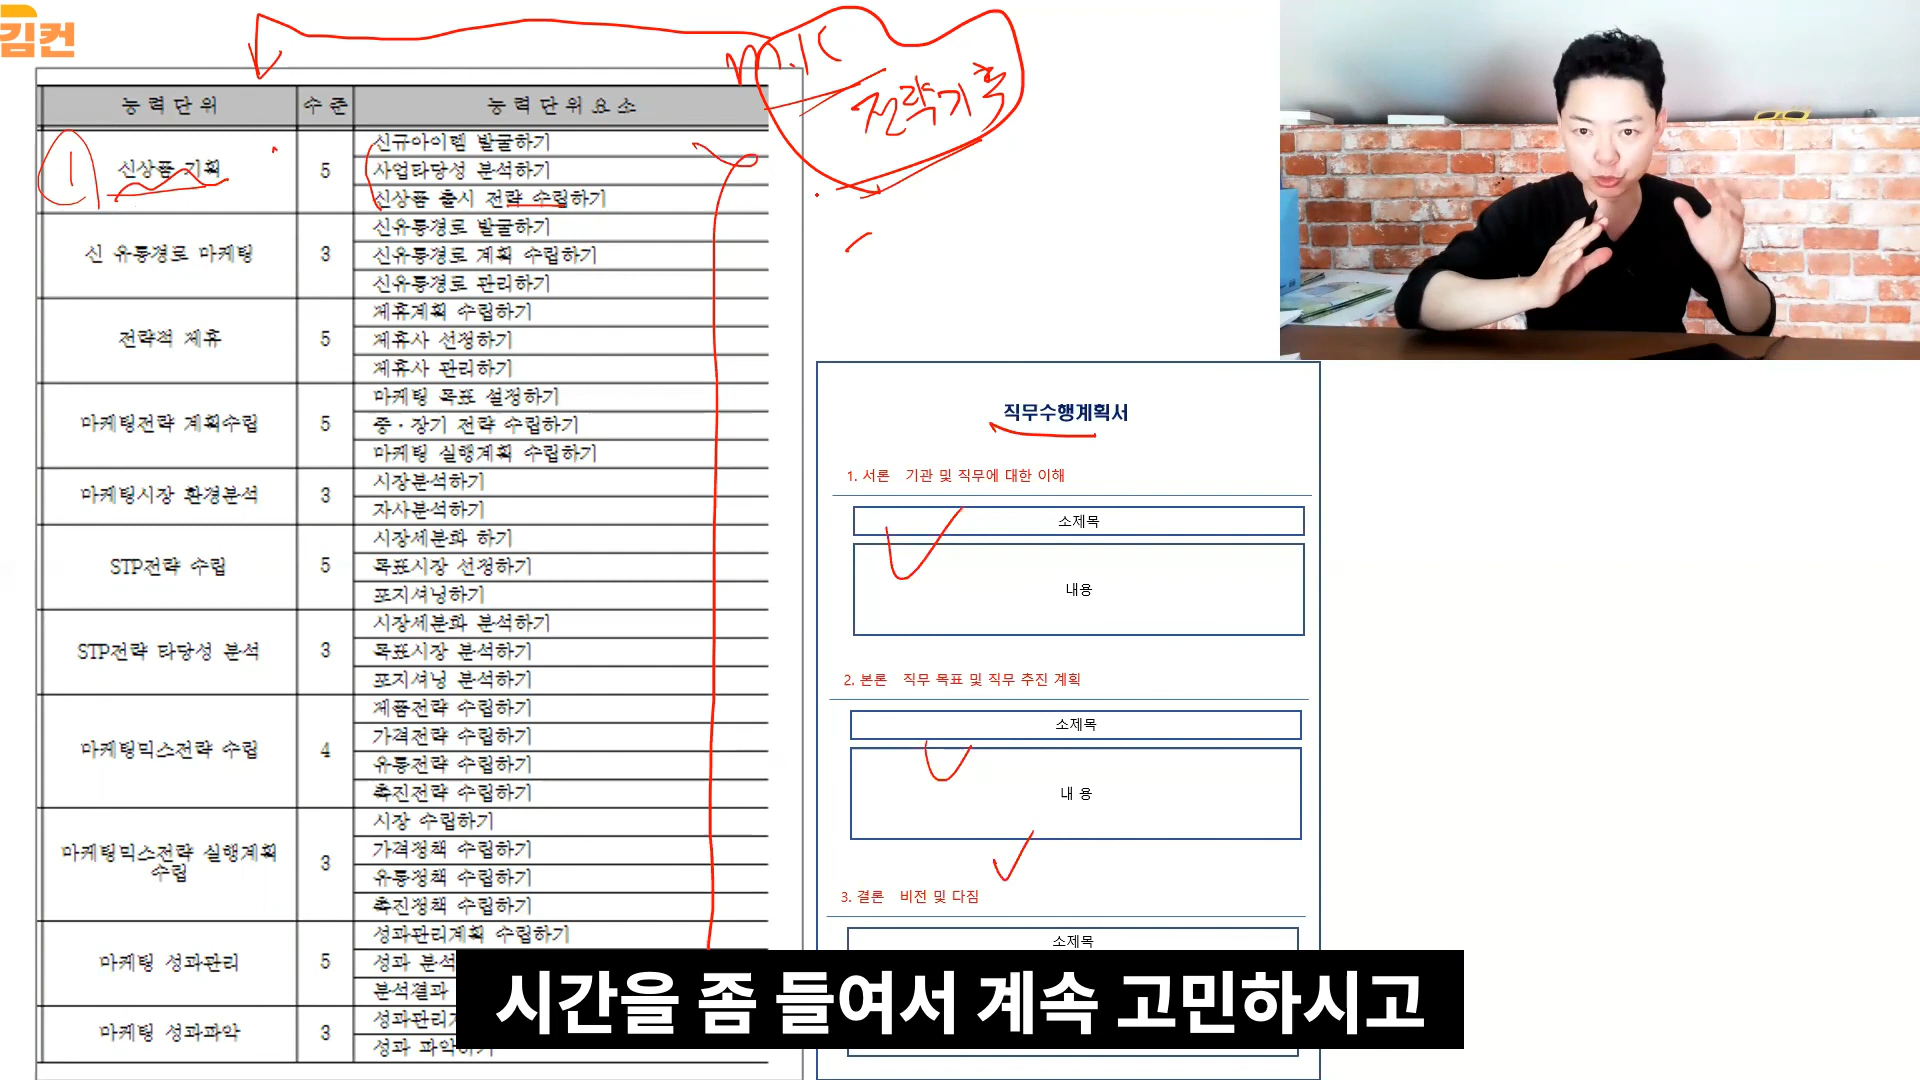 김컨
m.k
전략기획
능력단위 수준 능력단위요소
1
신상품 기획 5 신규아이템 발굴하기
사업타당성 분석하기
신상품 출시 전략 수립하기
신 유통경로 마케팅 3 신유통경로 발굴하기
신유통경로 계획 수립하기
신유통경로 관리하기
전략적 제휴 5 제휴계획 수립하기
제휴사 선정하기
제휴사 관리하기
마케팅전략 계획수립 5 마케팅 목표 설정하기
중·장기 전략 수립하기
마케팅 실행계획 수립하기
마케팅시장 환경분석 3 시장분석하기
자사분석하기
STP전략 수립 5 시장세분화 하기
목표시장 선정하기
포지셔닝하기
STP전략 타당성 분석 3 시장세분화 분석하기
목표시장 분석하기
포지셔닝 분석하기
마케팅믹스전략 수립 4 제품전략 수립하기
가격전략 수립하기
유통전략 수립하기
촉진전략 수립하기
마케팅믹스전략 실행계획 수립 3 시장 수립하기
가격정책 수립하기
유통정책 수립하기
촉진정책 수립하기
마케팅 성과관리 5 성과관리계획 수립하기
성과 분석
분석결과
마케팅 성과파악 3 성과관리
성과 파악하기
직무수행계획서
1. 서론 기관 및 직무에 대한 이해
소제목
내용
2. 본론 직무 목표 및 직무 추진 계획
소제목
내 용
3. 결론 비전 및 다짐
소제목
시간을 좀 들여서 계속 고민하시고